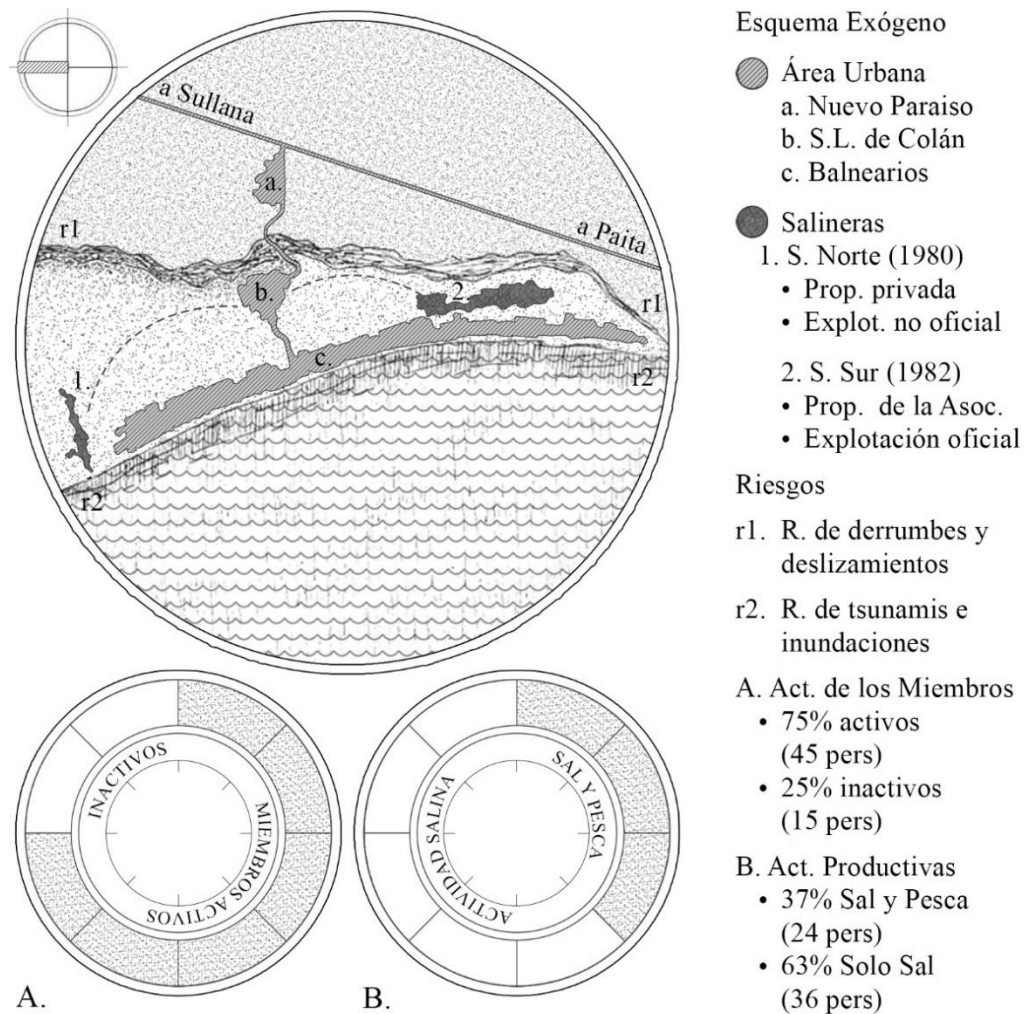 a Sullana
a.
r1
a Paita
b.
2.
r1
c.
r2
1.
r2
INACTIVOS
MIEMBROS ACTIVOS
A.
SAL Y PESCA
ACTIVIDAD SALINA
B.
Esquema Exógeno
Área Urbana
a. Nuevo Paraiso
b. S.L. de Colán
c. Balnearios
Salineras
1. S. Norte (1980)
• Prop. privada
• Explot. no oficial
2. S. Sur (1982)
• Prop. de la Asoc.
• Explotación oficial
Riesgos
r1. R. de derrumbes y
deslizamientos
r2. R. de tsunamis e
inundaciones
A. Act. de los Miembros
• 75% activos
(45 pers)
• 25% inactivos
(15 pers)
B. Act. Productivas
• 37% Sal y Pesca
(24 pers)
• 63% Solo Sal
(36 pers)